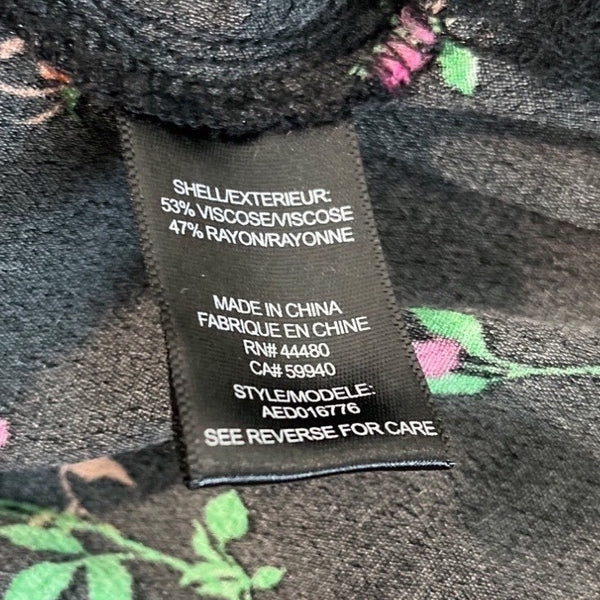 SHELL/EXTERIEUR:
53% VISCOSE/VISCOSE
47% RAYON/RAYONNE
MADE IN CHINA
FABRIQUE EN CHINE
RN# 44480
CA# 59940
STYLE/MODELE:
AED016776
SEE REVERSE FOR CARE